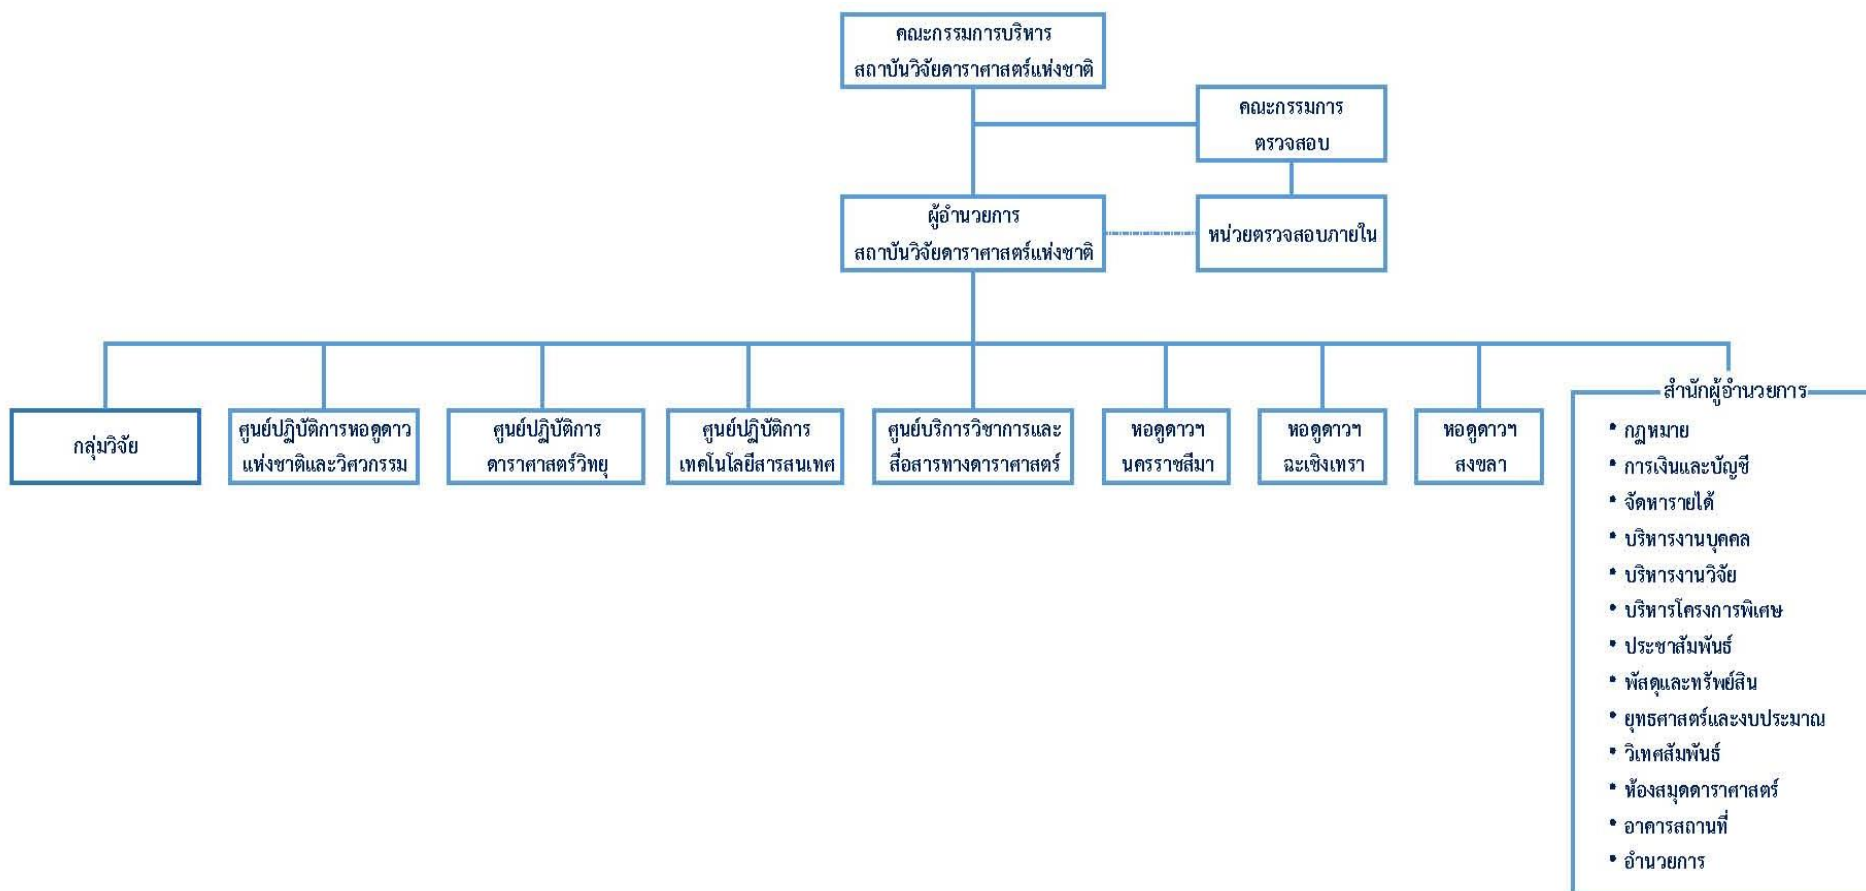 คณะกรรมการบริหาร
สถาบันวิจัยดาราศาสตร์แห่งชาติ
คณะกรรมการ
ตรวจสอบ
ผู้อำนวยการ
สถาบันวิจัยดาราศาสตร์แห่งชาติ
หน่วยตรวจสอบภายใน
กลุ่มวิจัย
ศูนย์ปฏิบัติการหอดูดาว
แห่งชาติและวิศวกรรม
ศูนย์ปฏิบัติการ
ดาราศาสตร์วิทยุ
ศูนย์ปฏิบัติการ
เทคโนโลยีสารสนเทศ
ศูนย์บริการวิชาการและ
สื่อสารทางดาราศาสตร์
หอดูดาวฯ
นครราชสีมา
หอดูดาวฯ
ฉะเชิงเทรา
หอดูดาวฯ
สงขลา
สำนักผู้อำนวยการ
• กฎหมาย
• การเงินและบัญชี
• จัดหารายได้
• บริหารงานบุคคล
• บริหารงานวิจัย
• บริหารโครงการพิเศษ
• ประชาสัมพันธ์
• พัสดุและทรัพย์สิน
• ยุทธศาสตร์และงบประมาณ
• วิเทศสัมพันธ์
• ห้องสมุดดาราศาสตร์
• อาคารสถานที่
• อำนวยการ